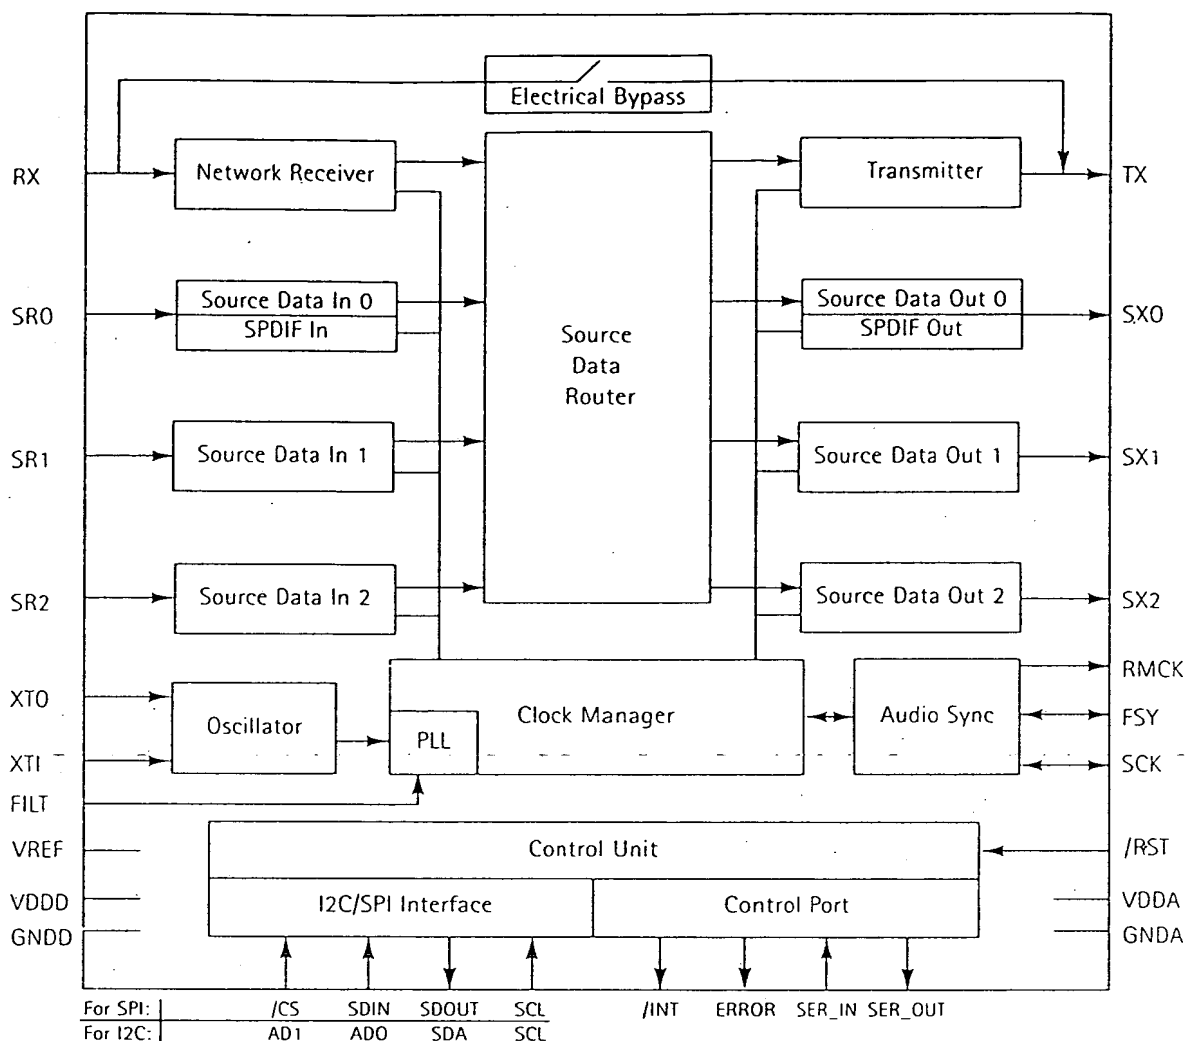 Electrical Bypass
RX
Network Receiver
Transmitter
TX
SR0
Source Data In 0
SPDIF In
Source
Data
Router
Source Data Out 0
SPDIF Out
SX0
SR1
Source Data In 1
Source Data Out 1
SX1
SR2
Source Data In 2
Source Data Out 2
SX2
XTO
Oscillator
PLL
Clock Manager
Audio Sync
RMCK
FSY
XTI
SCK
FILT
VREF
Control Unit
/RST
VDDD
I2C/SPI Interface
Control Port
VDDA
GNDD
GNDA
For SPI: /CS SDIN SDOUT SCL /INT ERROR SER_IN SER_OUT
For I2C: AD1 AD0 SDA SCL